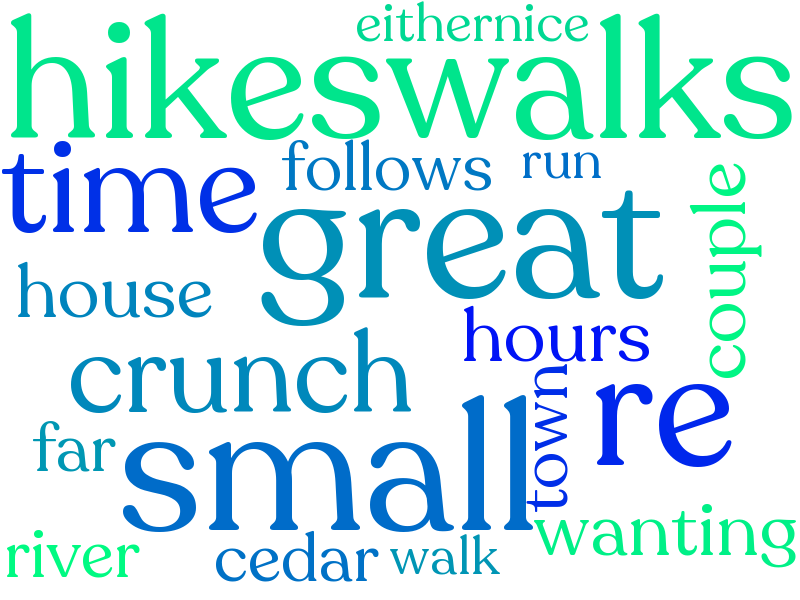 eithernice
hikeswalks
time
follows
run
great
couple
house
hours
crunch
re
town
far
small
wanting
river
cedar
walk